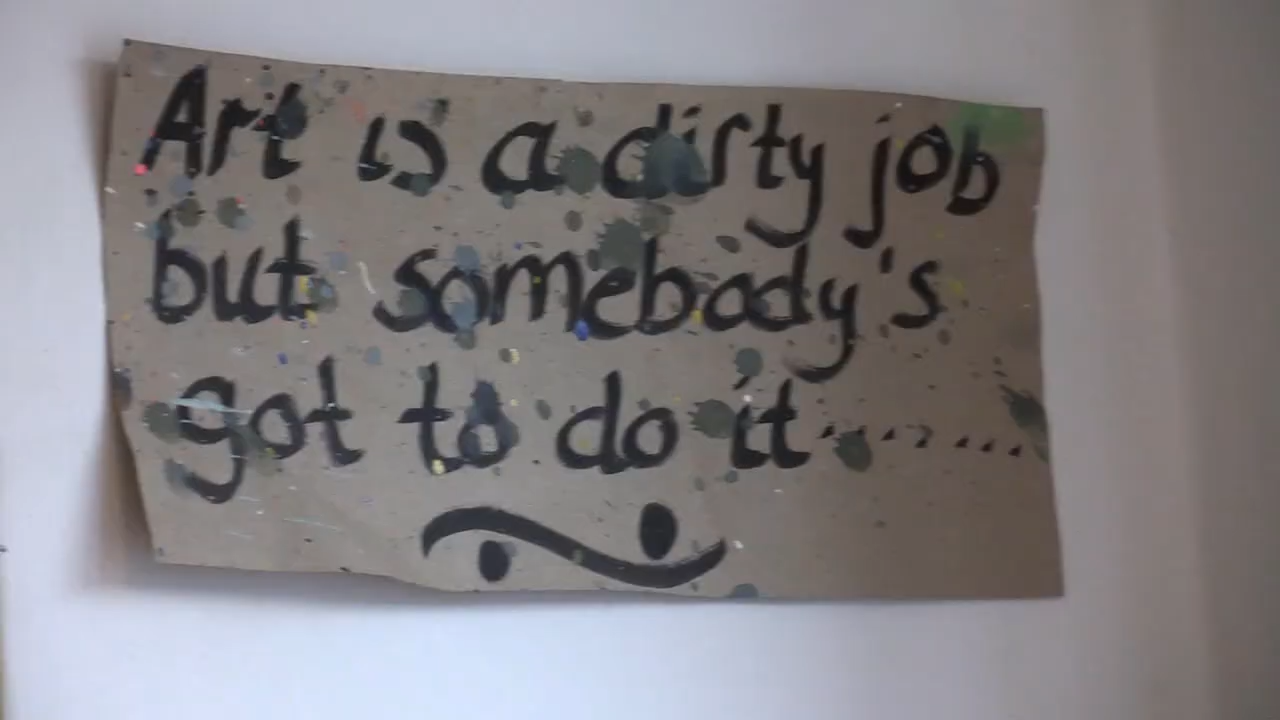 Art is a dirty job
but somebody's
got to do it.........